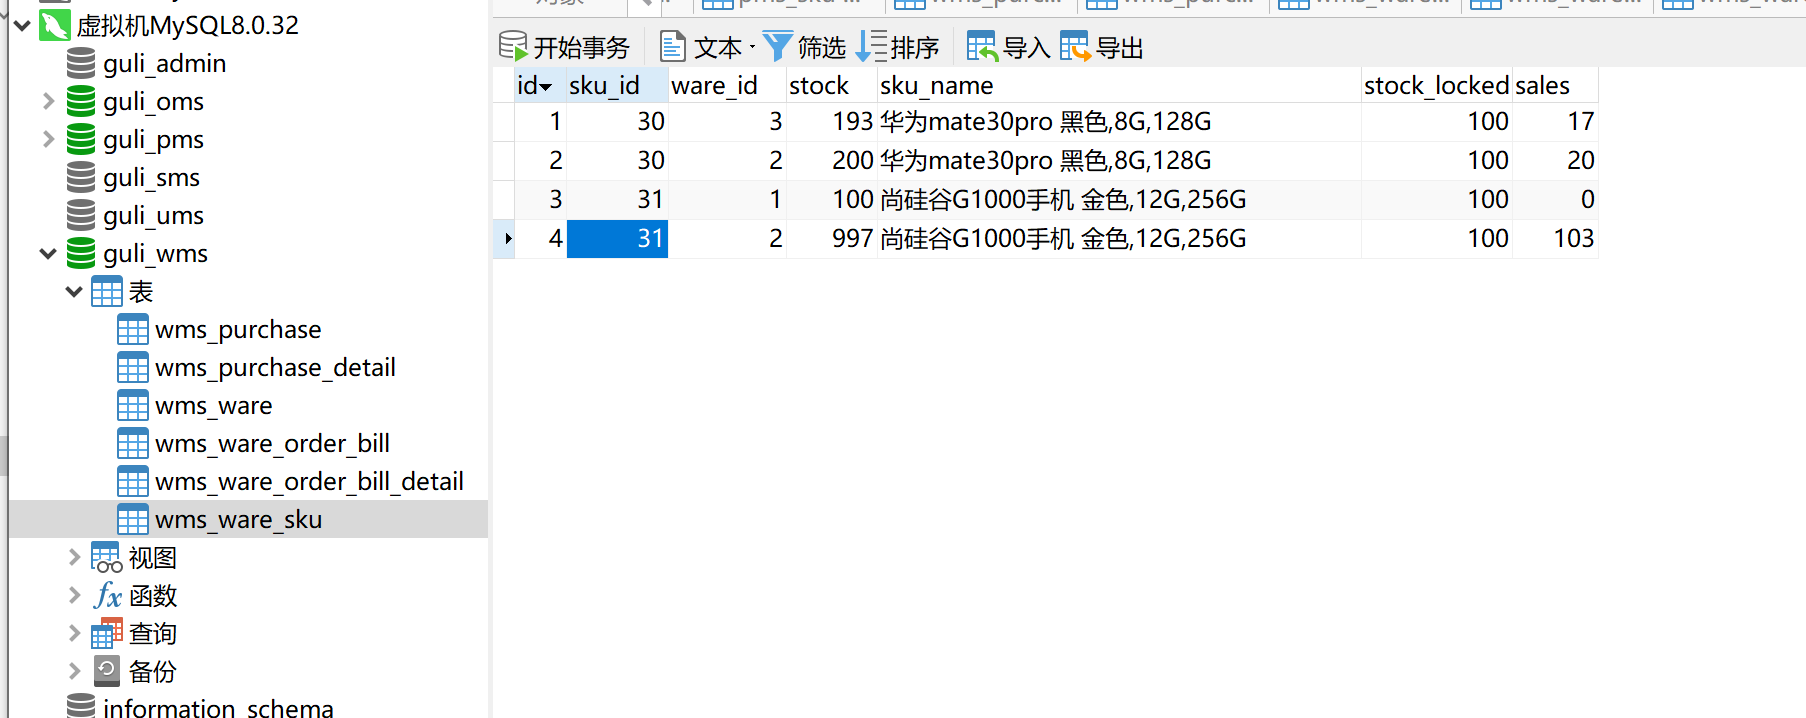 虚拟机MySQL8.0.32
guli_admin
guli_oms
guli_pms
guli_sms
guli_ums
guli_wms
表
wms_purchase
wms_purchase_detail
wms_ware
wms_ware_order_bill
wms_ware_order_bill_detail
wms_ware_sku
视图
函数
查询
备份
information_schema
开始事务 文本 筛选 排序 导入 导出
id sku_id ware_id stock sku_name stock_locked sales
1 30 3 193 华为mate30pro 黑色,8G,128G 100 17
2 30 2 200 华为mate30pro 黑色,8G,128G 100 20
3 31 1 100 尚硅谷G1000手机 金色,12G,256G 100 0
4 31 2 997 尚硅谷G1000手机 金色,12G,256G 100 103